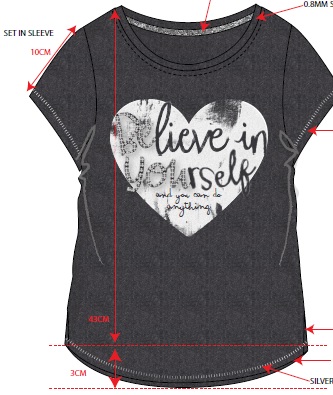 0.8MM S
SET IN SLEEVE
10CM
Believe in
yourself
and you can do
anything
43CM
3CM
SILVER